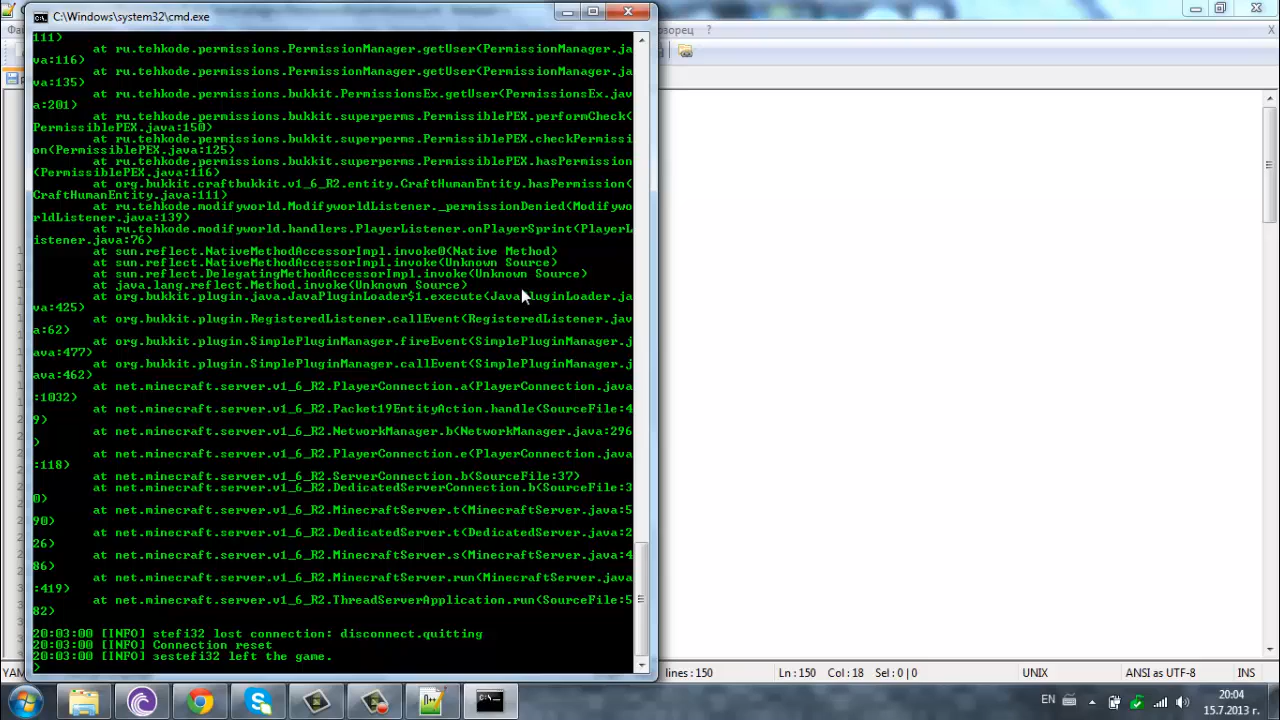 C:\Windows\system32\cmd.exe
111)
at ru.tehkode.permissions.PermissionManager.getUser(PermissionManager.ja
va:116)
at ru.tehkode.permissions.PermissionManager.getUser(PermissionManager.ja
va:135)
at ru.tehkode.permissions.bukkit.PermissionsEx.getUser(PermissionsEx.jav
a:201)
at ru.tehkode.permissions.bukkit.superperms.PermissiblePEX.performCheck(
PermissiblePEX.java:150)
at ru.tehkode.permissions.bukkit.superperms.PermissiblePEX.checkPermissi
on(PermissiblePEX.java:125)
at ru.tehkode.permissions.bukkit.superperms.PermissiblePEX.hasPermission
(PermissiblePEX.java:116)
at org.bukkit.craftbukkit.v1_6_R2.entity.CraftHumanEntity.hasPermission(
CraftHumanEntity.java:111)
at ru.tehkode.modifyworld.ModifyworldListener._permissionDenied(Modifywo
rldListener.java:139)
at ru.tehkode.modifyworld.handlers.PlayerListener.onPlayerSprint(PlayerL
istener.java:76)
at sun.reflect.NativeMethodAccessorImpl.invoke0(Native Method)
at sun.reflect.NativeMethodAccessorImpl.invoke(Unknown Source)
at sun.reflect.DelegatingMethodAccessorImpl.invoke(Unknown Source)
at java.lang.reflect.Method.invoke(Unknown Source)
at org.bukkit.plugin.java.JavaPluginLoader$1.execute(JavaPluginLoader.ja
va:425)
at org.bukkit.plugin.RegisteredListener.callEvent(RegisteredListener.jav
a:62)
at org.bukkit.plugin.SimplePluginManager.fireEvent(SimplePluginManager.j
ava:477)
at org.bukkit.plugin.SimplePluginManager.callEvent(SimplePluginManager.j
ava:462)
at net.minecraft.server.v1_6_R2.PlayerConnection.a(PlayerConnection.java
:1032)
at net.minecraft.server.v1_6_R2.Packet19EntityAction.handle(SourceFile:4
9)
at net.minecraft.server.v1_6_R2.NetworkManager.b(NetworkManager.java:296
)
at net.minecraft.server.v1_6_R2.PlayerConnection.e(PlayerConnection.java
:118)
at net.minecraft.server.v1_6_R2.ServerConnection.b(SourceFile:37)
at net.minecraft.server.v1_6_R2.DedicatedServerConnection.b(SourceFile:3
0)
at net.minecraft.server.v1_6_R2.MinecraftServer.t(MinecraftServer.java:5
90)
at net.minecraft.server.v1_6_R2.DedicatedServer.t(DedicatedServer.java:2
26)
at net.minecraft.server.v1_6_R2.MinecraftServer.s(MinecraftServer.java:4
86)
at net.minecraft.server.v1_6_R2.MinecraftServer.run(MinecraftServer.java
:419)
at net.minecraft.server.v1_6_R2.ThreadServerApplication.run(SourceFile:5
82)
20:03:00 [INFO] stefi32 lost connection: disconnect.quitting
20:03:00 [INFO] Connection reset
20:03:00 [INFO] sestefi32 left the game.
>
YAM
lines:150
Ln:150 Col:18 Sel:0|0
UNIX
ANSI as UTF-8
INS
EN
20:04
15.7.2013 г.